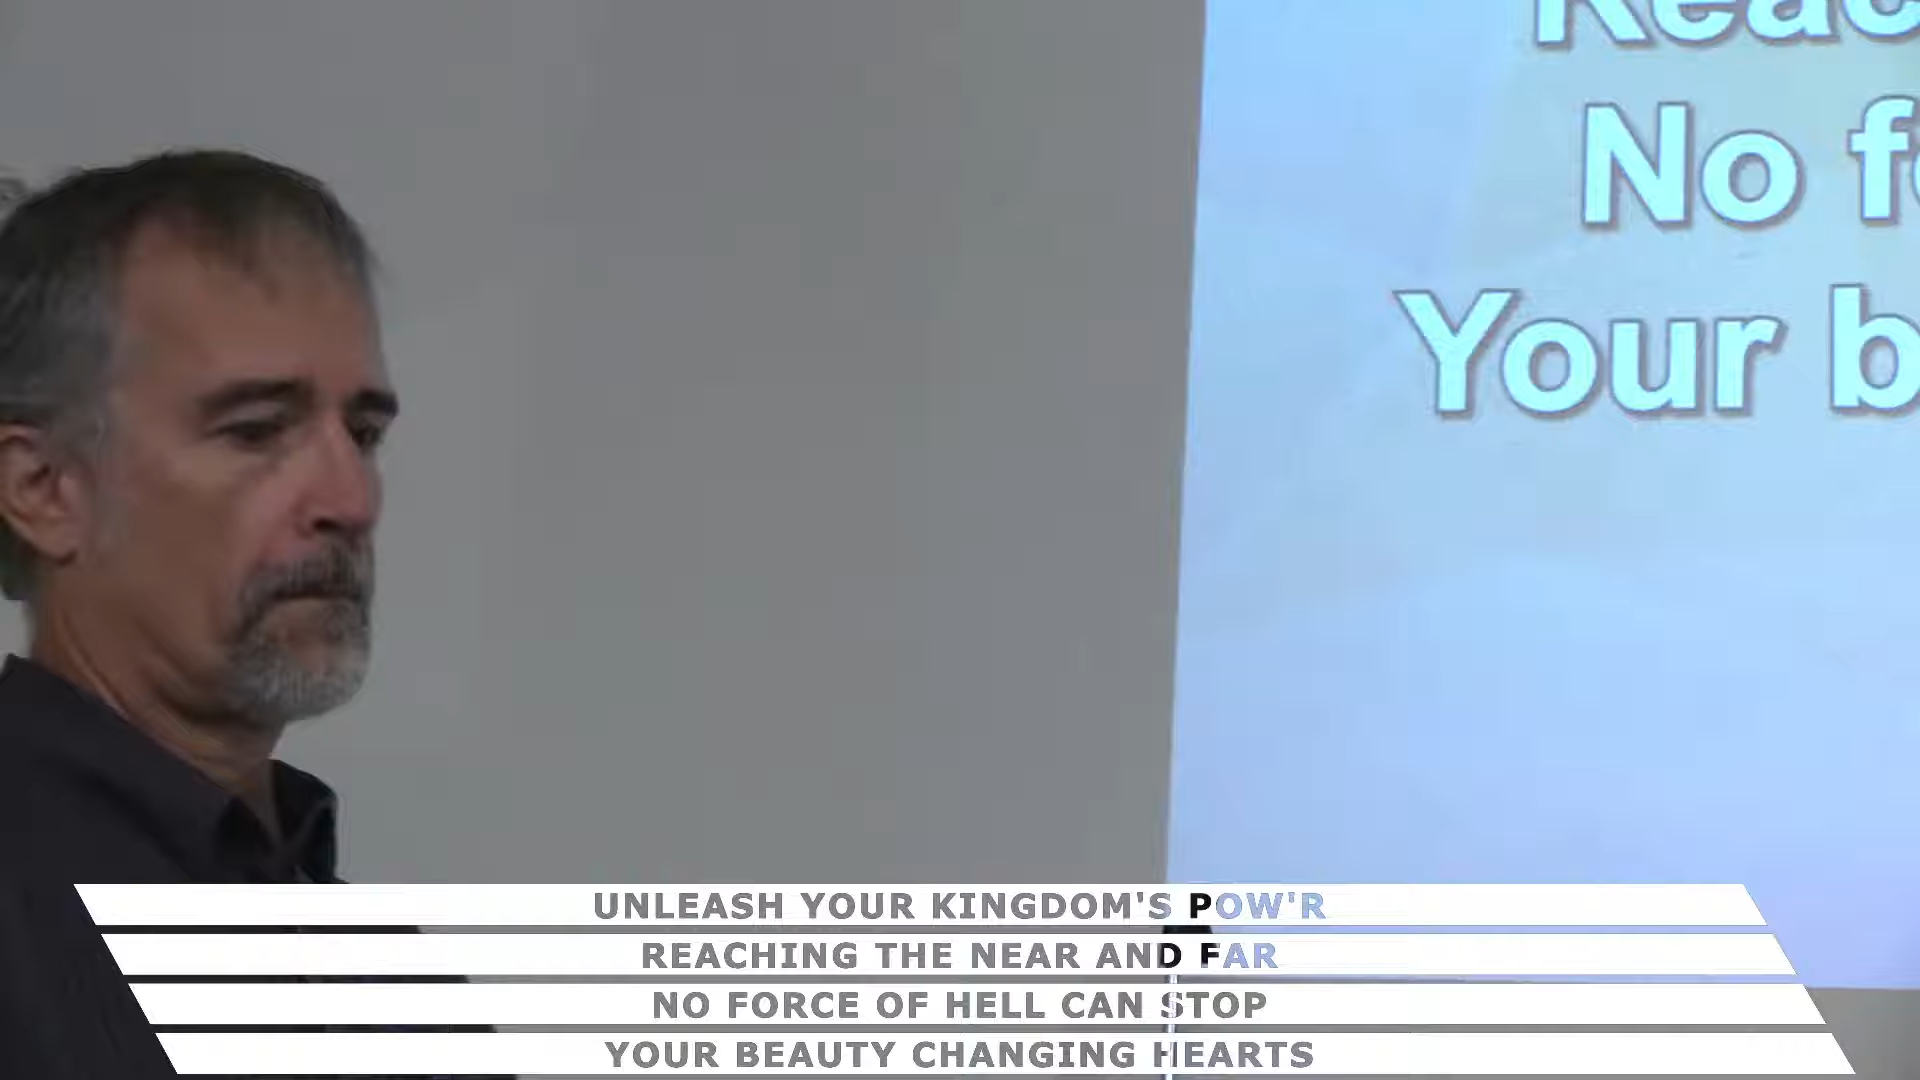 Reac
No f
Your b
UNLEASH YOUR KINGDOM'S POW'R
REACHING THE NEAR AND FAR
NO FORCE OF HELL CAN STOP
YOUR BEAUTY CHANGING HEARTS